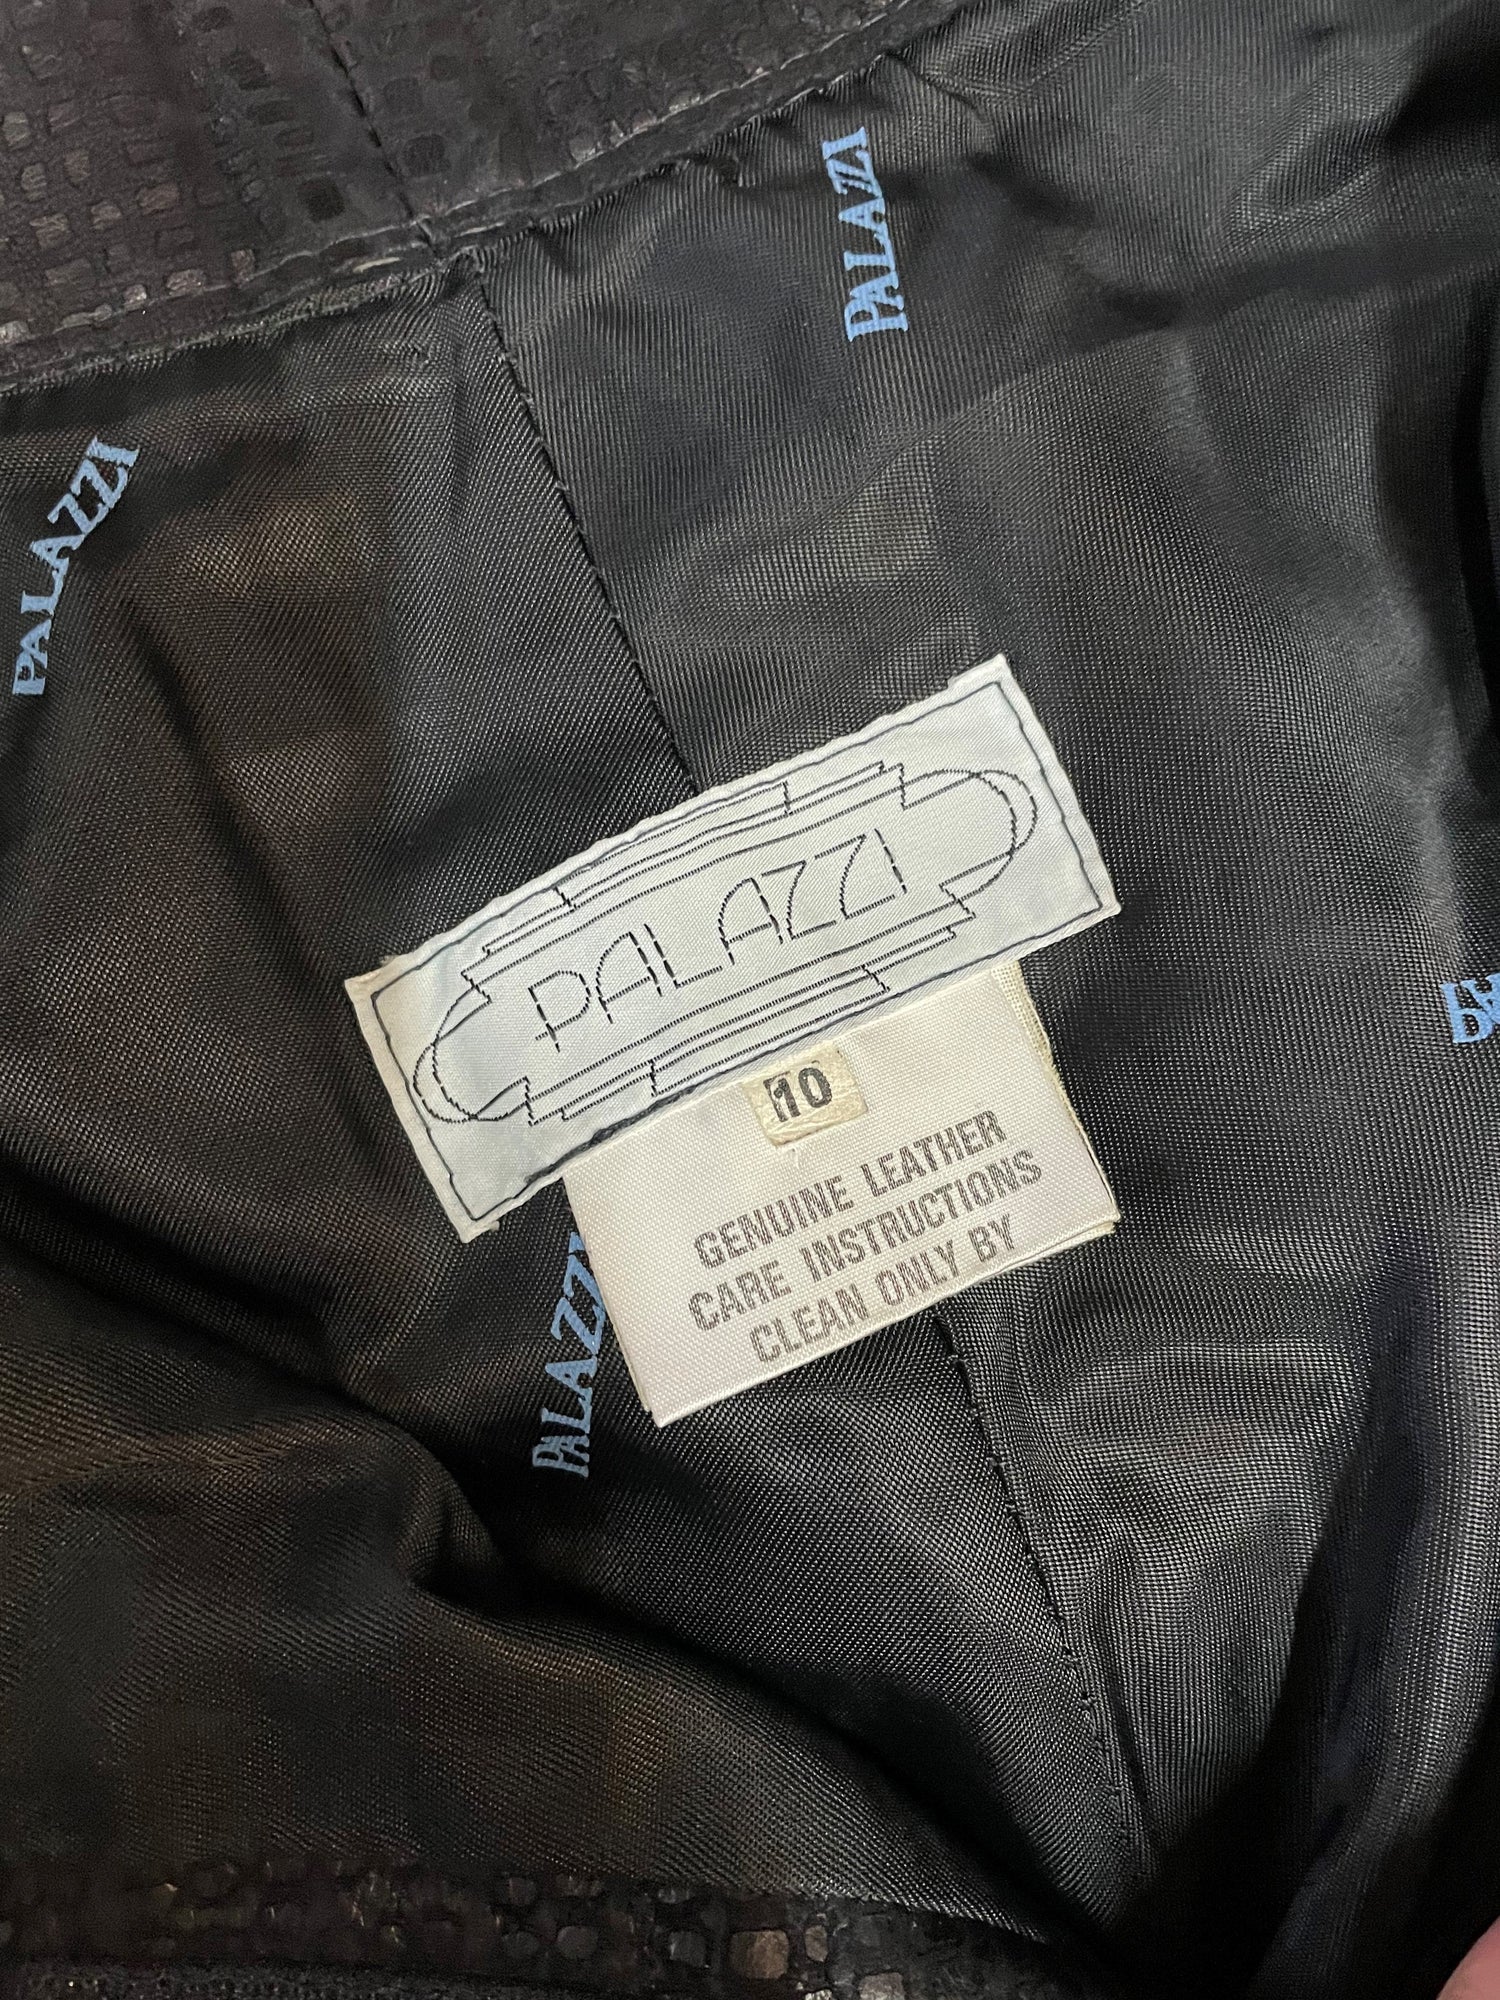 PALAZZI
PALAZZI
PALAZZI
10
GENUINE LEATHER
CARE INSTRUCTIONS
CLEAN ONLY BY
PALAZZI